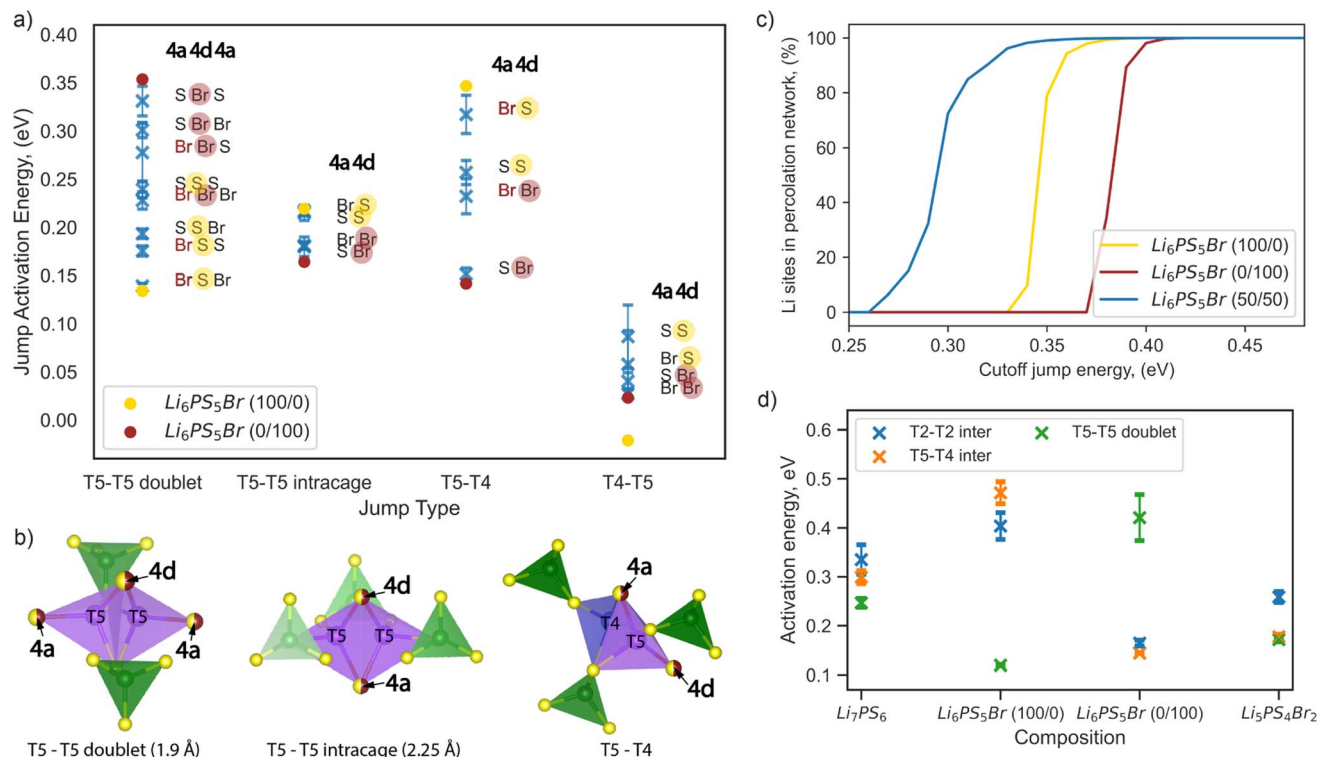 a)
0.40
0.35
0.30
0.25
0.20
0.15
0.10
0.05
0.00
Jump Activation Energy, (eV)
4a 4d 4a
S Br S
S Br Br
Br Br S
S S S
Br Br Br
S S Br
Br S S
Br S Br
4a 4d
Br S
S S
Br Br
S Br
4a 4d
Br S
S S
Br Br
S Br
4a 4d
S S
Br S
S Br
Br Br
Li6PS5Br (100/0)
Li6PS5Br (0/100)
T5-T5 doublet
T5-T5 intracage
T5-T4
T4-T5
Jump Type
b)
4d
T5
T5
4a
4a
T5 - T5 doublet (1.9 Å)
4d
T5
T5
4a
T5 - T5 intracage (2.25 Å)
4a
T4
T5
4d
T5 - T4
c)
Li sites in percolation network, (%)
100
80
60
40
20
0
Li6PS5Br (100/0)
Li6PS5Br (0/100)
Li6PS5Br (50/50)
0.25
0.30
0.35
0.40
0.45
Cutoff jump energy, (eV)
d)
Activation energy, eV
0.6
0.5
0.4
0.3
0.2
0.1
T2-T2 inter
T5-T4 inter
T5-T5 doublet
Li7PS6
Li6PS5Br (100/0)
Li6PS5Br (0/100)
Li5PS4Br2
Composition